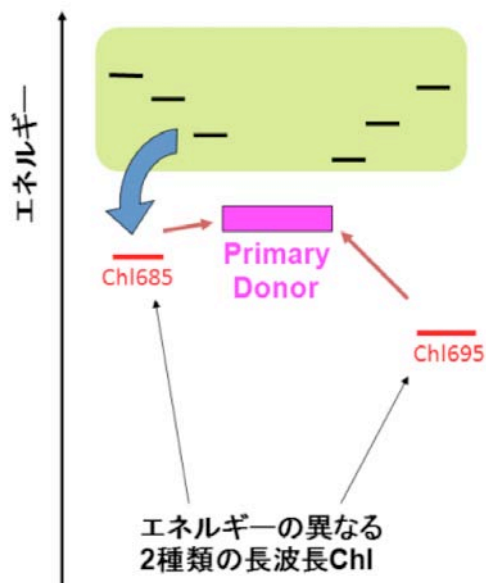 エネルギー
Primary
Donor
Chl685
Chl695
エネルギーの異なる
2種類の長波長Chl